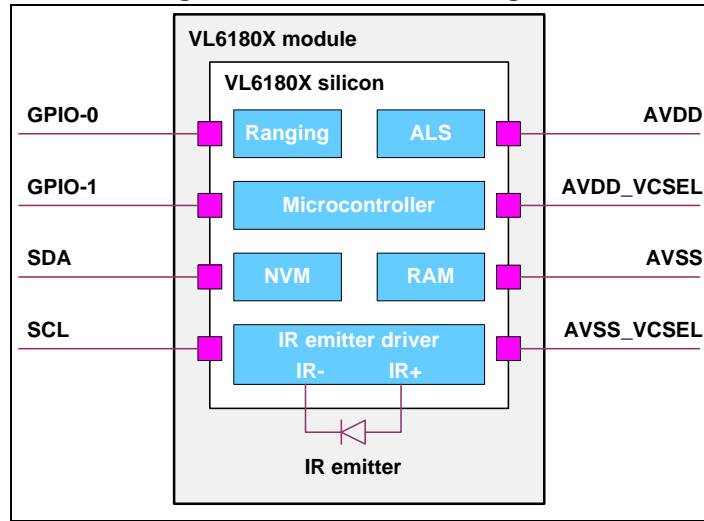 VL6180X module
VL6180X silicon
GPIO-0
Ranging
ALS
AVDD
GPIO-1
Microcontroller
AVDD_VCSEL
SDA
NVM
RAM
AVSS
SCL
IR emitter driver
AVSS_VCSEL
IR-
IR+
IR emitter